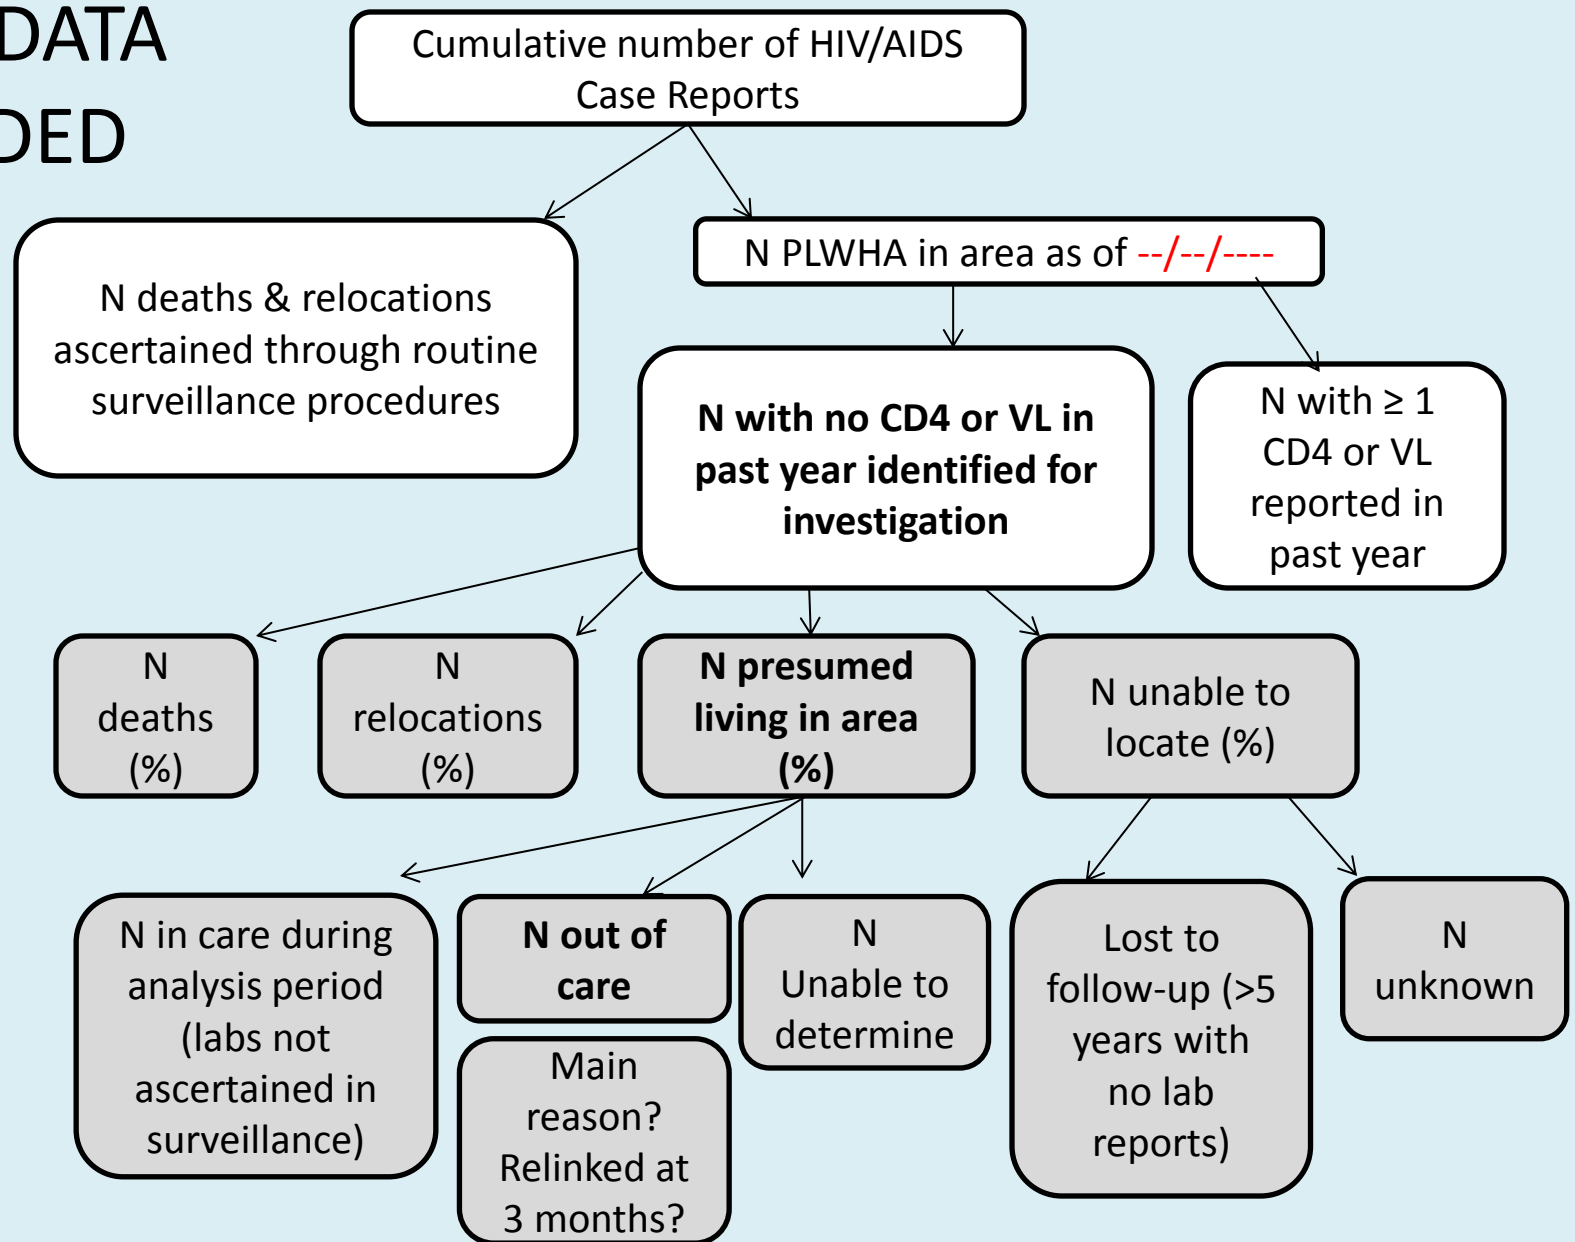 DATA
DED
Cumulative number of HIV/AIDS
Case Reports
N deaths & relocations
ascertained through routine
surveillance procedures
N PLWHA in area as of --/--/----
N with no CD4 or VL in
past year identified for
investigation
N with ≥ 1
CD4 or VL
reported in
past year
N
deaths
(%)
N
relocations
(%)
N presumed
living in area
(%)
N unable to
locate (%)
N in care during
analysis period
(labs not
ascertained in
surveillance)
N out of
care
Main
reason?
Relinked at
3 months?
N
Unable to
determine
Lost to
follow-up (>5
years with
no lab
reports)
N
unknown